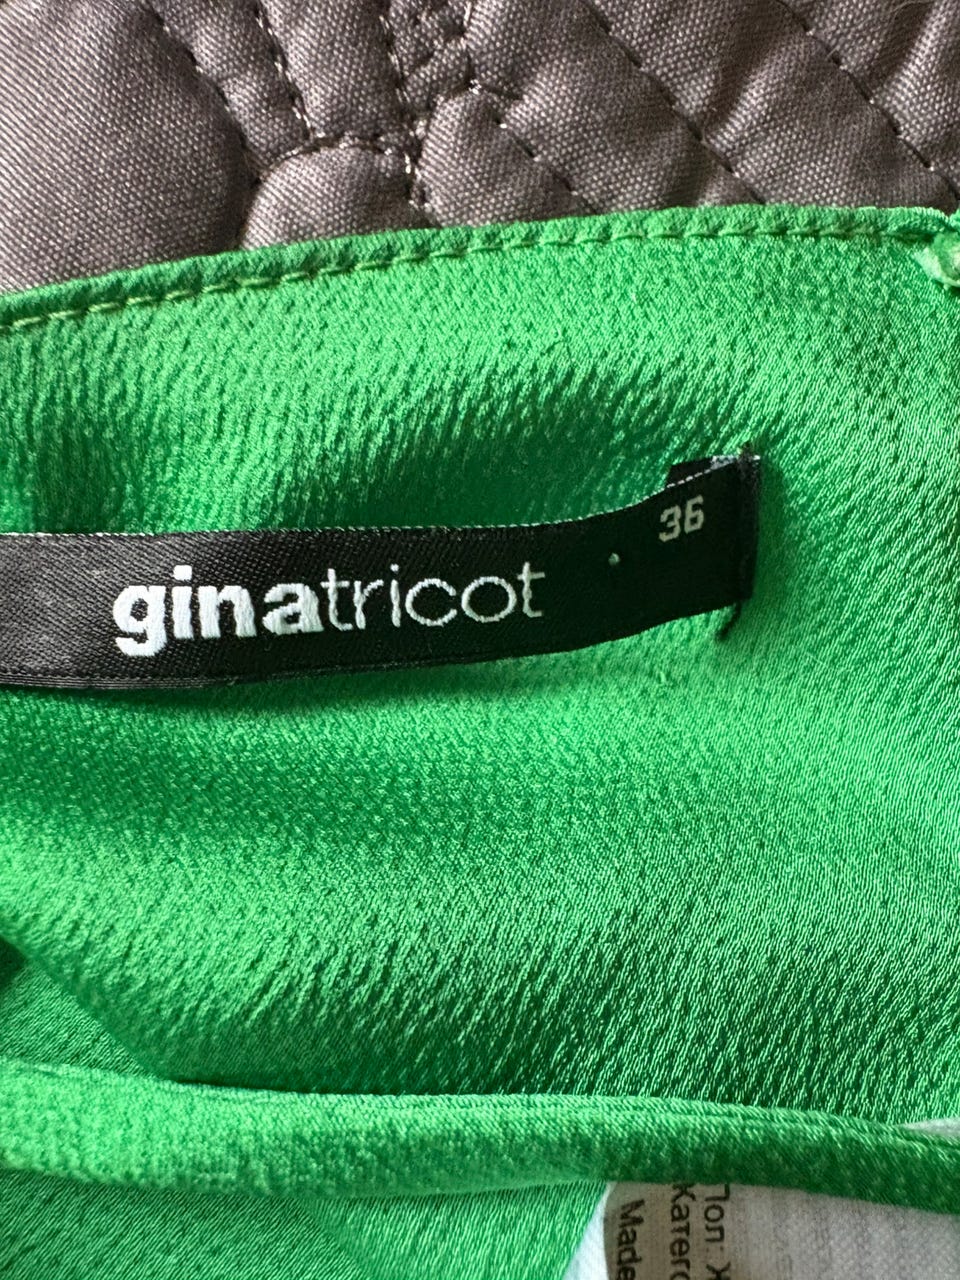 36
ginatricot
Пол: Ж
Катего
Made